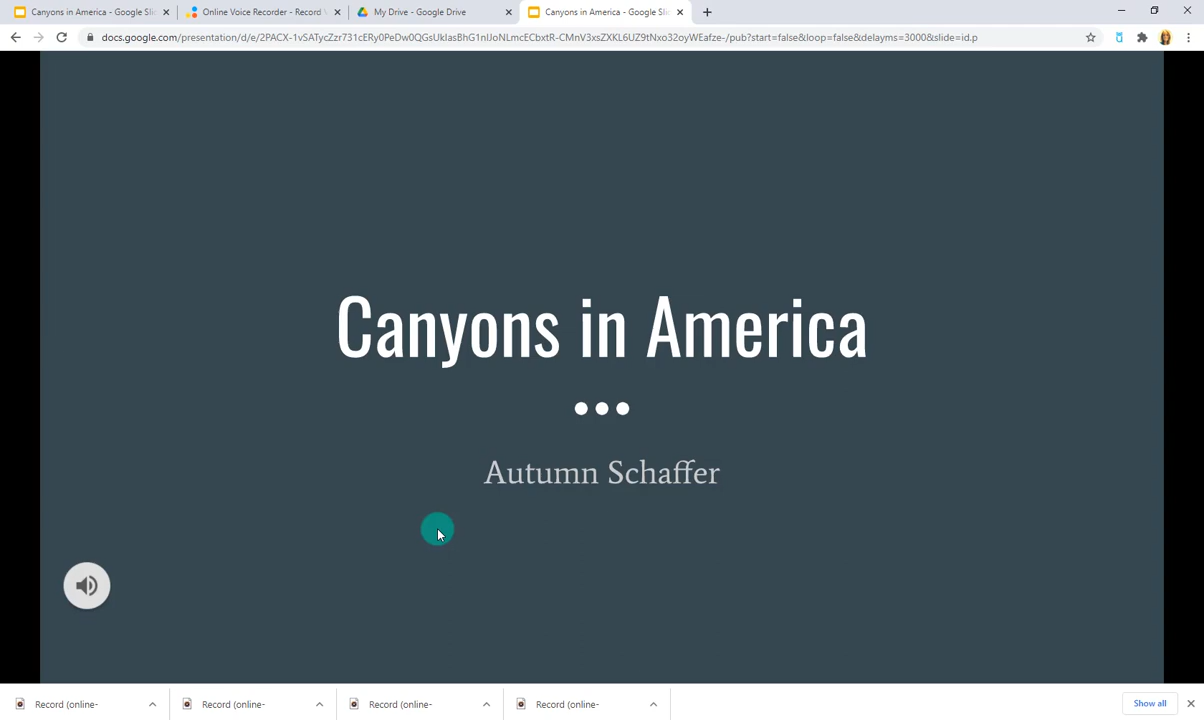 Canyons in America - Google Sli
Online Voice Recorder - Record V
My Drive - Google Drive
Canyons in America - Google Slid
docs.google.com/presentation/d/e/2PACX-1vSATycZzr731cERy0PeDw0QGsUkIasBhG1nIJoNLmcECbxtR-CMnV3xsZXKL6UZ9tNxo32oyWEafze-/pub?start=false&loop=false&delayms=3000&slide=id.p
Canyons in America
Autumn Schaffer
Record (online-
Record (online-
Record (online-
Record (online-
Show all